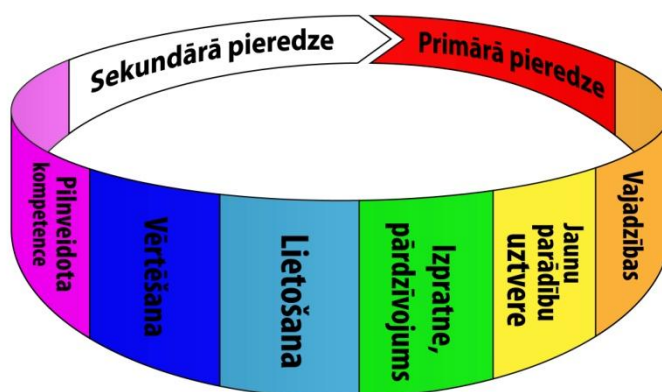 Sekundārā pieredze
Primārā pieredze
Pilnveidota
kompetence
Vērtēšana
Lietošana
Izpratne,
pārdzīvojums
Jaunu
parādību
uztvere
Vajadzības